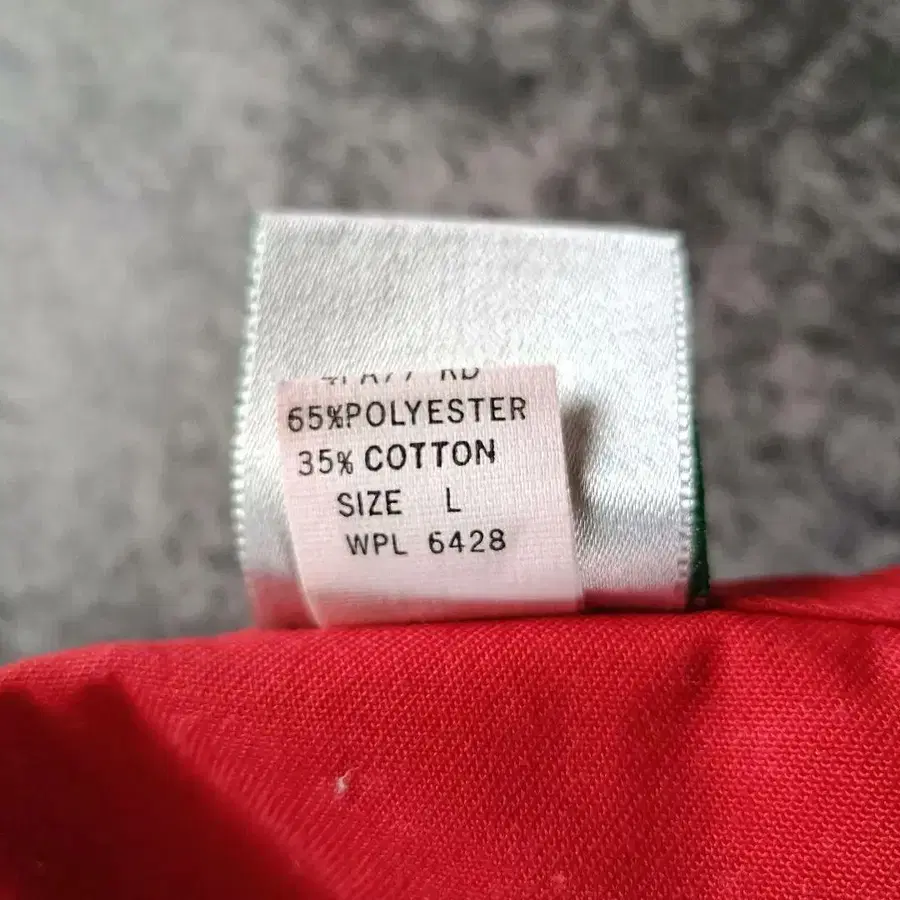 65%POLYESTER
35% COTTON
SIZE L
WPL 6428